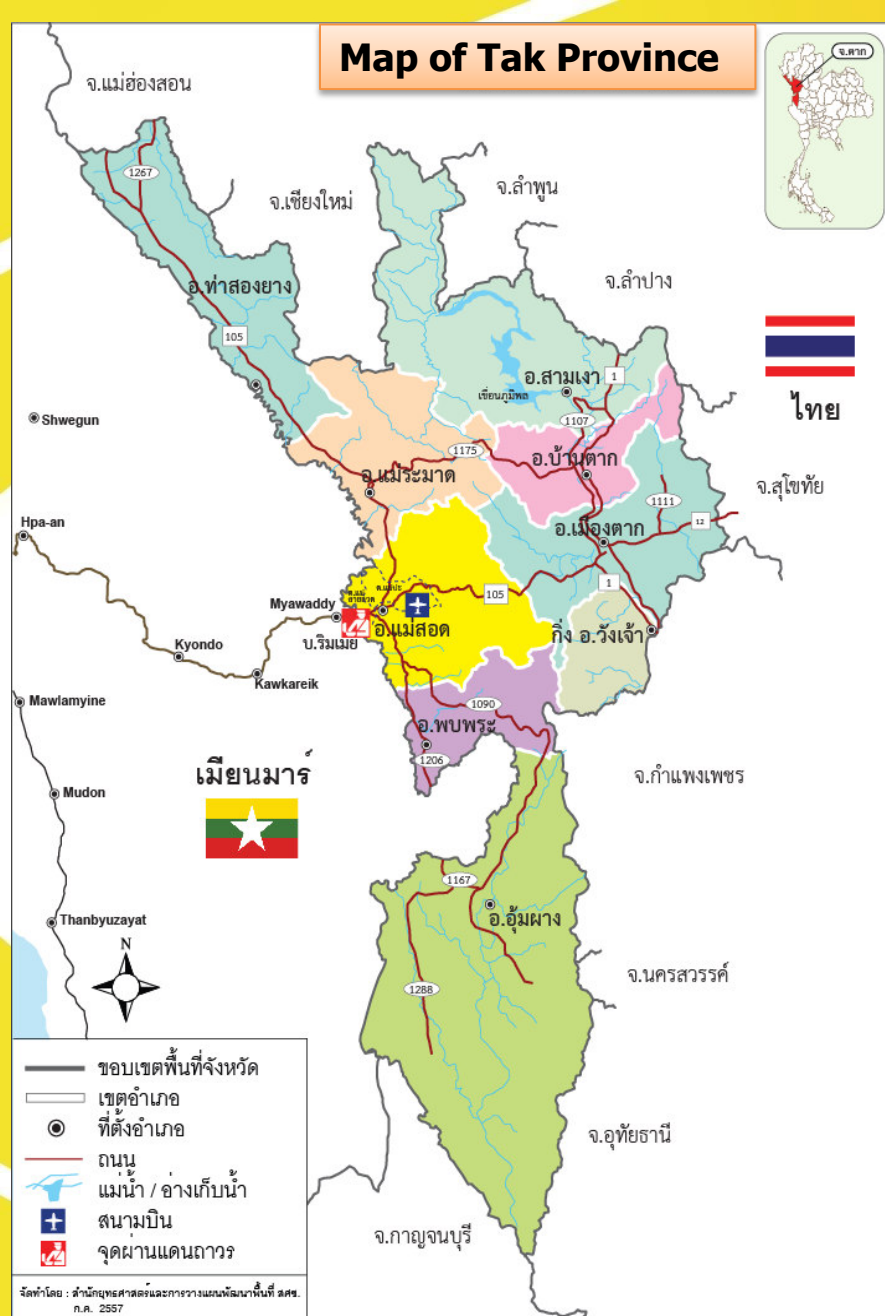 Map of Tak Province
จ.ตาก
จ.แม่ฮ่องสอน
1267
จ.เชียงใหม่
จ.ลำพูน
จ.ลำปาง
อ.ท่าสองยาง
105
อ.สามเงา
1
เขื่อนภูมิพล
1107
ไทย
Shwegun
1175
อ.บ้านตาก
อ.แม่ระมาด
จ.สุโขทัย
1111
12
Hpa-an
อ.เมืองตาก
1
105
ต.แม่ปะ
Myawaddy
อ.แม่สอด
กิ่ง อ.วังเจ้า
บ.ริมเมย
Kyondo
Kawkareik
Mawlamyine
1090
อ.พบพระ
1206
เมียนมาร์
จ.กำแพงเพชร
Mudon
1167
อ.อุ้มผาง
Thanbyuzayat
N
จ.นครสวรรค์
1288
ขอบเขตพื้นที่จังหวัด
เขตอำเภอ
ที่ตั้งอำเภอ
ถนน
แม่น้ำ / อ่างเก็บน้ำ
สนามบิน
จุดผ่านแดนถาวร
จ.อุทัยธานี
จ.กาญจนบุรี
จัดทำโดย : สำนักยุทธศาสตร์และการวางแผนพัฒนาพื้นที่ สศช.
ก.ค. 2557